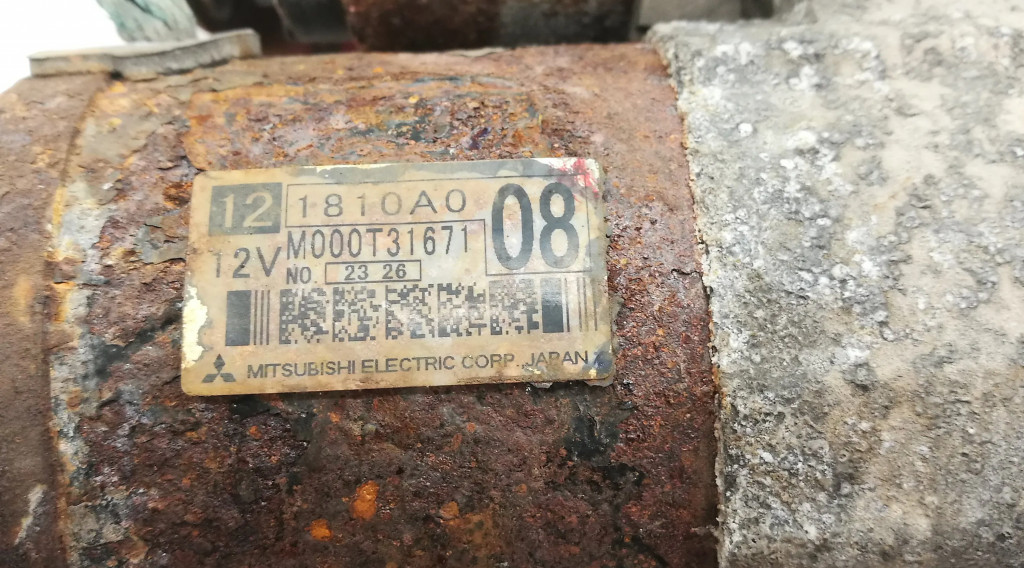 12 1810A0 08
12V M000T31671
NO. 23 26
MITSUBISHI ELECTRIC CORP., JAPAN